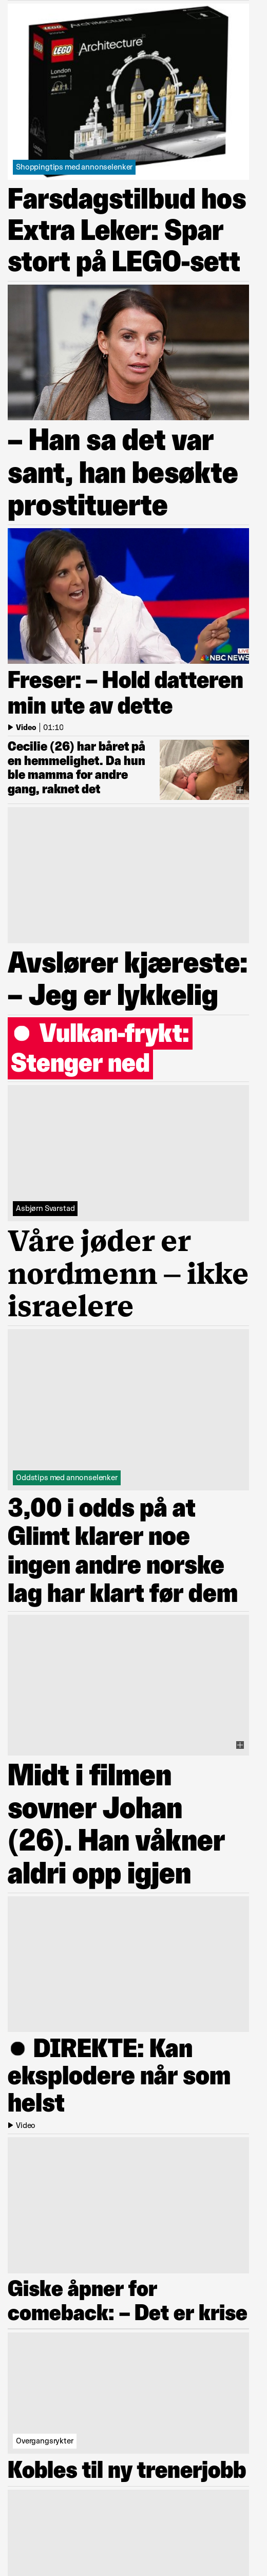 LEGO
Architecture
London
Shoppingtips med annonselenker
Farsdagstilbud hos
Extra Leker: Spar
stort på LEGO-sett
– Han sa det var
sant, han besøkte
prostituerte
LIVE
NBC NEWS
Freser: – Hold datteren
min ute av dette
Video | 01:10
Cecilie (26) har båret på
en hemmelighet. Da hun
ble mamma for andre
gang, raknet det
Avslører kjæreste:
– Jeg er lykkelig
Vulkan-frykt:
Stenger ned
Asbjørn Svarstad
Våre jøder er
nordmenn – ikke
israelere
Oddstips med annonselenker
3,00 i odds på at
Glimt klarer noe
ingen andre norske
lag har klart før dem
Midt i filmen
sovner Johan
(26). Han våkner
aldri opp igjen
DIREKTE: Kan
eksplodere når som
helst
Video
Giske åpner for
comeback: – Det er krise
Overgangsrykter
Kobles til ny trenerjobb